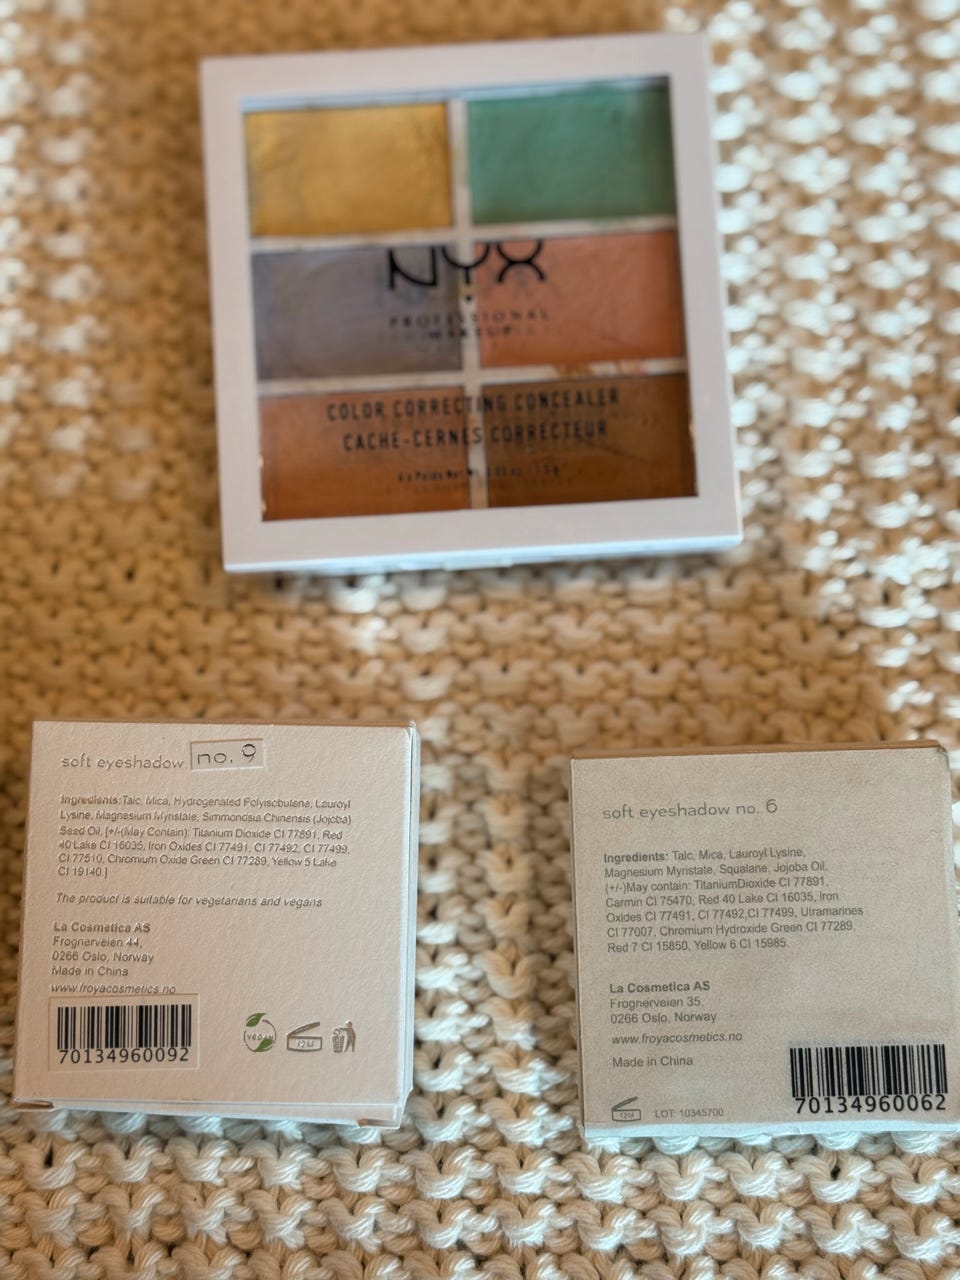 NYX
PROFESSIONAL
MAKEUP
COLOR CORRECTING CONCEALER
CACHE-CERNES CORRECTEUR
soft eyeshadow no. 9
Ingredients: Talc, Mica, Hydrogenated Polyisobutene, Lauroyl
Lysine, Magnesium Myristate, Simmondsia Chinensis (Jojoba)
Seed Oil, [+/-(May Contain): Titanium Dioxide CI 77891, Red
40 Lake CI 16035, Iron Oxides CI 77491, CI 77492, CI 77499,
CI 77510, Chromium Oxide Green CI 77289, Yellow 5 Lake
CI 19140.]
The product is suitable for vegetarians and vegans
La Cosmetica AS
Frognerveien 44,
0266 Oslo, Norway
Made in China
www.froyacosmetics.no
70134960092
VEGAN
12M
soft eyeshadow no. 6
Ingredients: Talc, Mica, Lauroyl Lysine,
Magnesium Myristate, Squalane, Jojoba Oil,
(+/-)May contain: TitaniumDioxide CI 77891,
Carmin CI 75470, Red 40 Lake CI 16035, Iron
Oxides CI 77491, CI 77492,CI 77499, Ultramarines
CI 77007, Chromium Hydroxide Green CI 77289,
Red 7 CI 15850, Yellow 6 CI 15985.
La Cosmetica AS
Frognerveien 35,
0266 Oslo, Norway
www.froyacosmetics.no
Made in China
12M
LOT: 10345700
70134960062